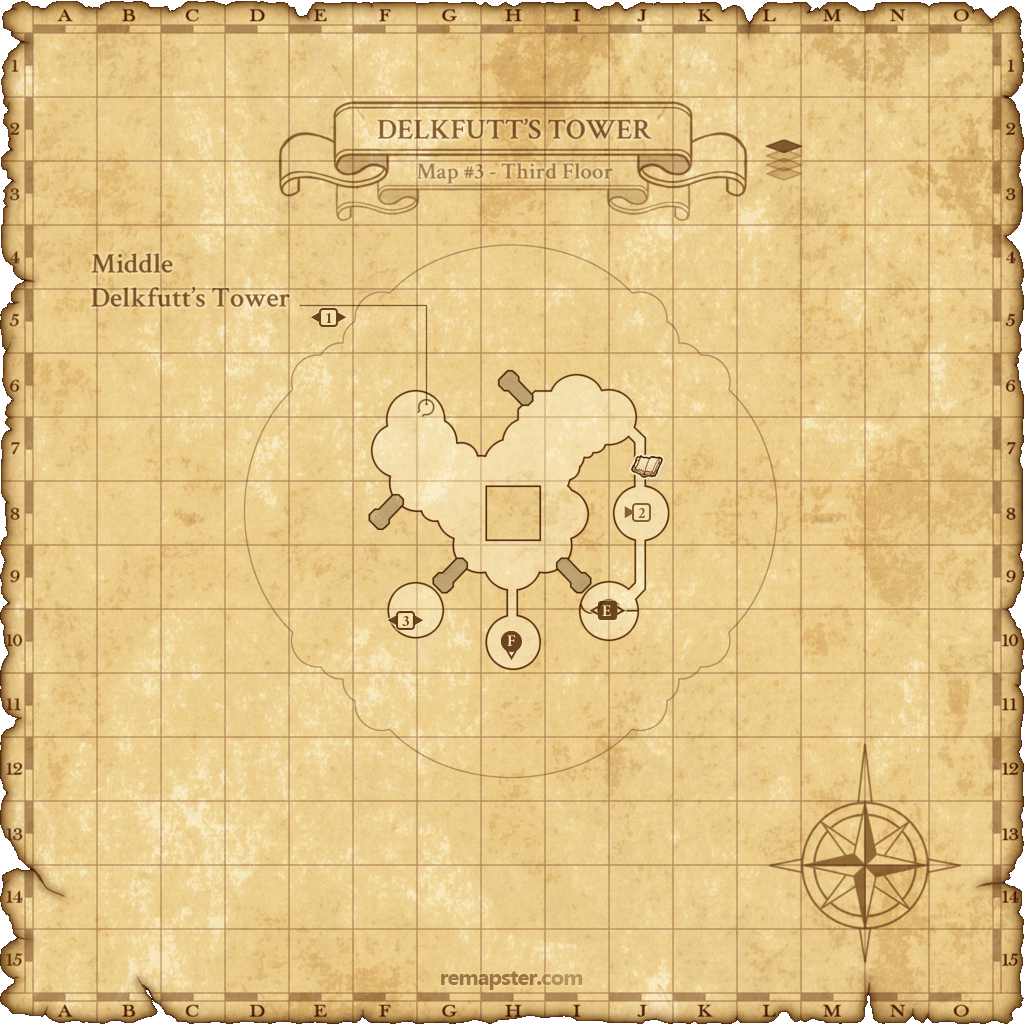 A B C D E F G H I J K L M N O
1 1
2 2
DELKFUTT'S TOWER
Map #3 - Third Floor
3 3
4 4
Middle
Delkfutt's Tower
1
5 5
6 6
7 7
8 2 8
9 9
3 F E
10 10
11 11
12 12
13 13
14 14
15 15
remapster.com
A B C D E F G H I J K L M N O